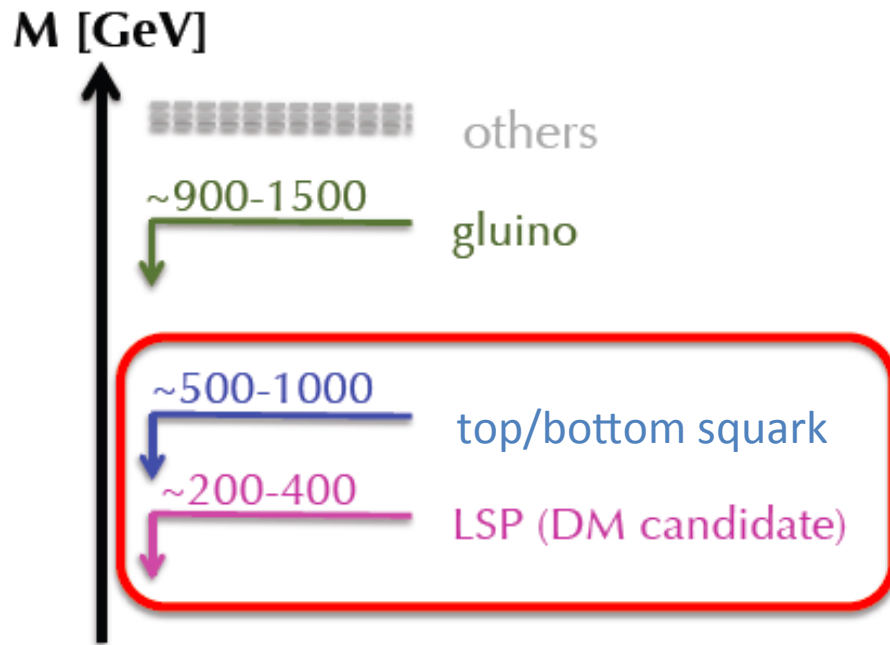 M [GeV]
others
~900-1500
gluino
~500-1000
top/bottom squark
~200-400
LSP (DM candidate)